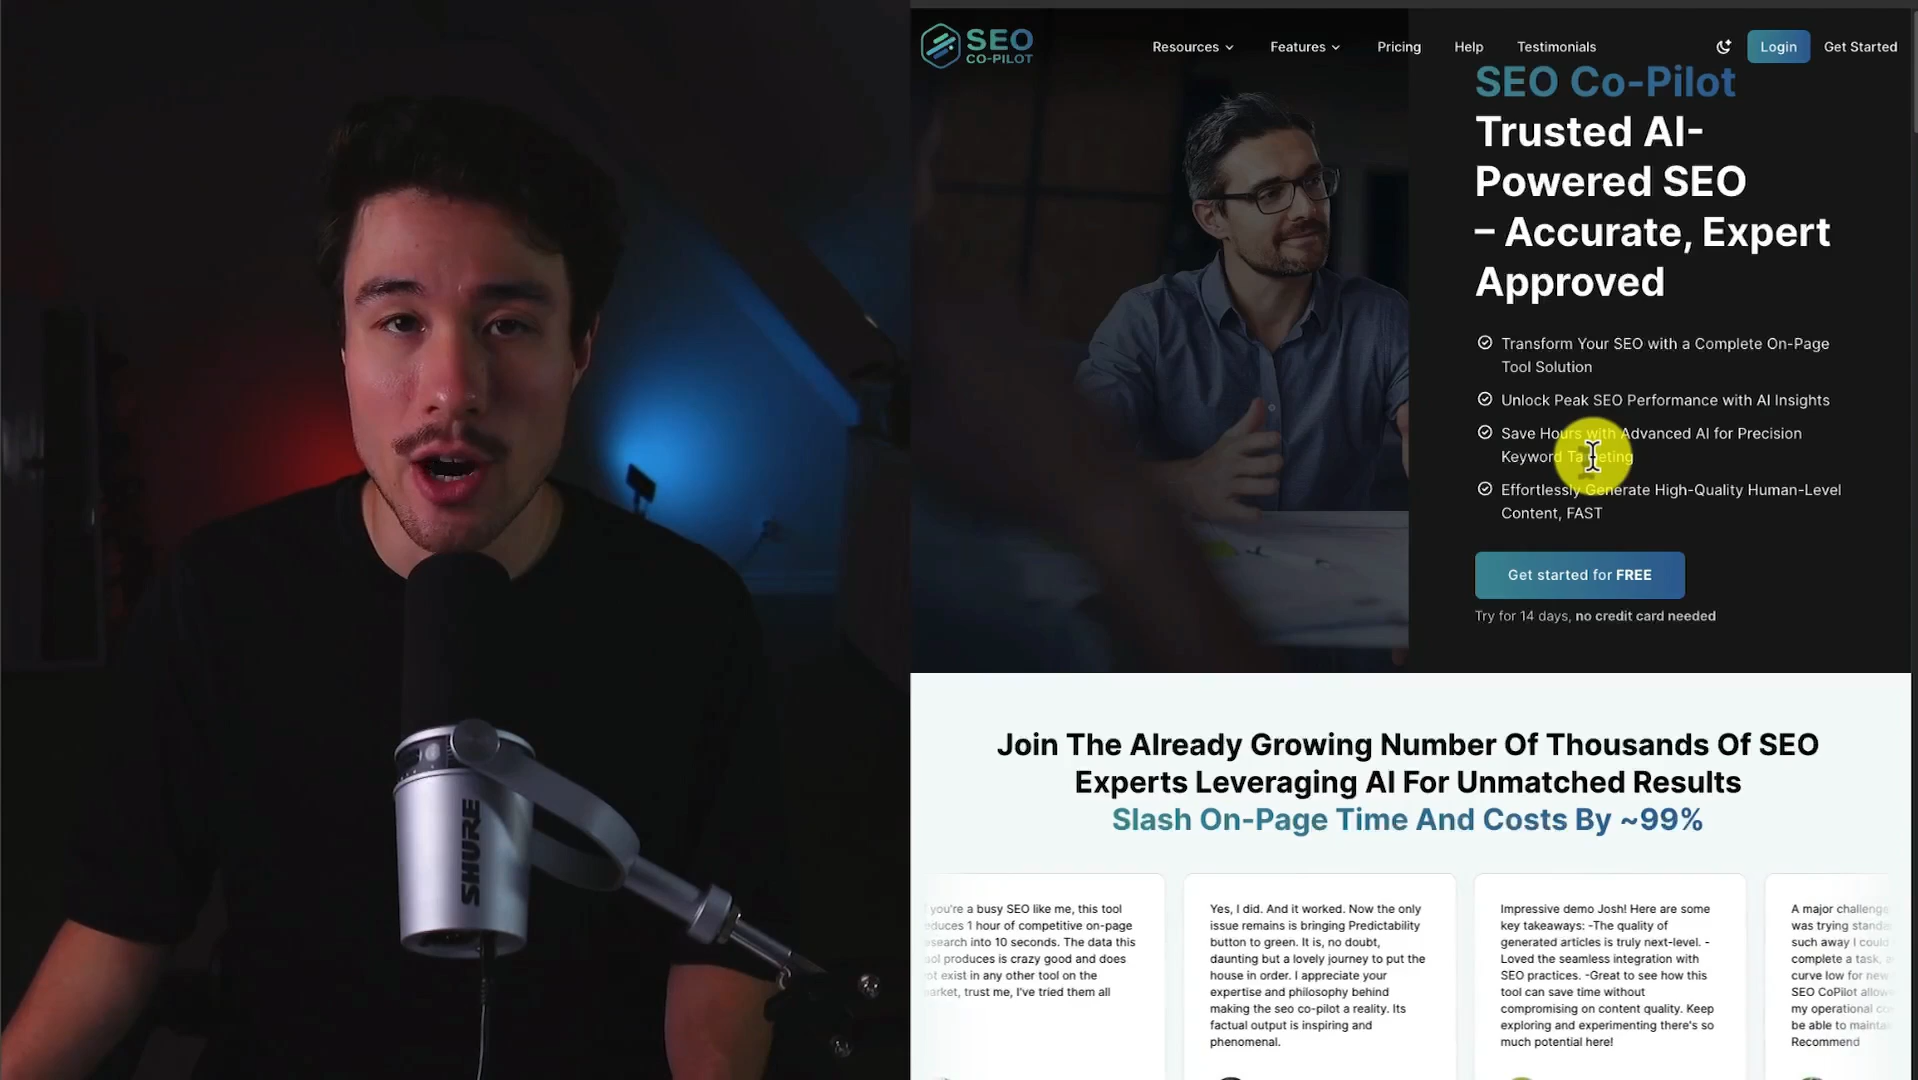 SEO
CO-PILOT
Resources
Features
Pricing
Help
Testimonials
Login
Get Started
SEO Co-Pilot
Trusted AI-
Powered SEO
– Accurate, Expert
Approved
Transform Your SEO with a Complete On-Page
Tool Solution
Unlock Peak SEO Performance with AI Insights
Save Hours with Advanced AI for Precision
Keyword Ta geting
Effortlessly Generate High-Quality Human-Level
Content, FAST
Get started for FREE
Try for 14 days, no credit card needed
SHURE
Join The Already Growing Number Of Thousands Of SEO
Experts Leveraging AI For Unmatched Results
Slash On-Page Time And Costs By ~99%
you're a busy SEO like me, this tool
educes 1 hour of competitive on-page
search into 10 seconds. The data this
ool produces is crazy good and does
ot exist in any other tool on the
arket, trust me, I've tried them all
Yes, I did. And it worked. Now the only
issue remains is bringing Predictability
button to green. It is, no doubt,
daunting but a lovely journey to put the
house in order. I appreciate your
expertise and philosophy behind
making the seo co-pilot a reality. Its
factual output is inspiring and
phenomenal.
Impressive demo Josh! Here are some
key takeaways: -The quality of
generated articles is truly next-level. -
Loved the seamless integration with
SEO practices. -Great to see how this
tool can save time without
compromising on content quality. Keep
exploring and experimenting there's so
much potential here!
A major challenge
was trying
such away I could
complete a task,
curve low for new
SEO CoPilot
my operational
be able to
Recommend